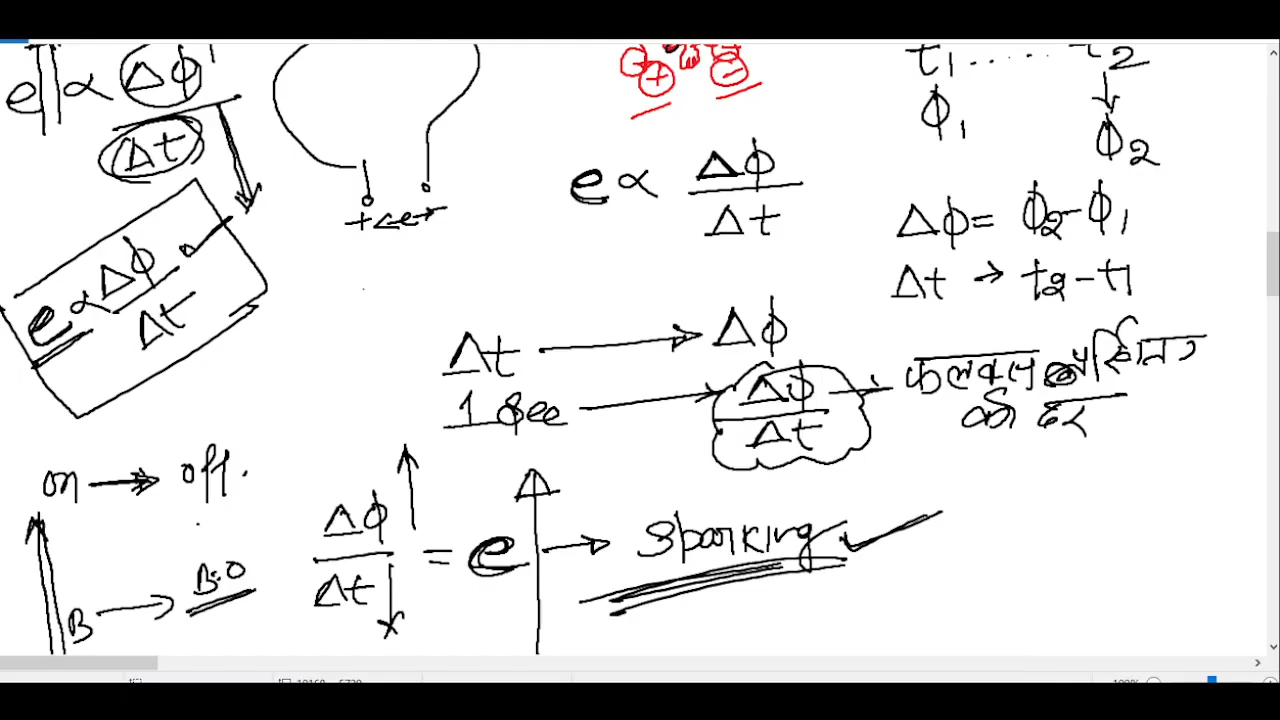 e ∝ Δϕ
Δt
+ e
e ∝ Δϕ
Δt
+ -
t1 ..... t2
ϕ1 ϕ2
e ∝ Δϕ
Δt
Δϕ = ϕ2-ϕ1
Δt → t2-t1
Δt → Δϕ
1 sec → Δϕ
Δt
→
की दर
on → off.
B → B=0
Δϕ
Δt
= e → sparking